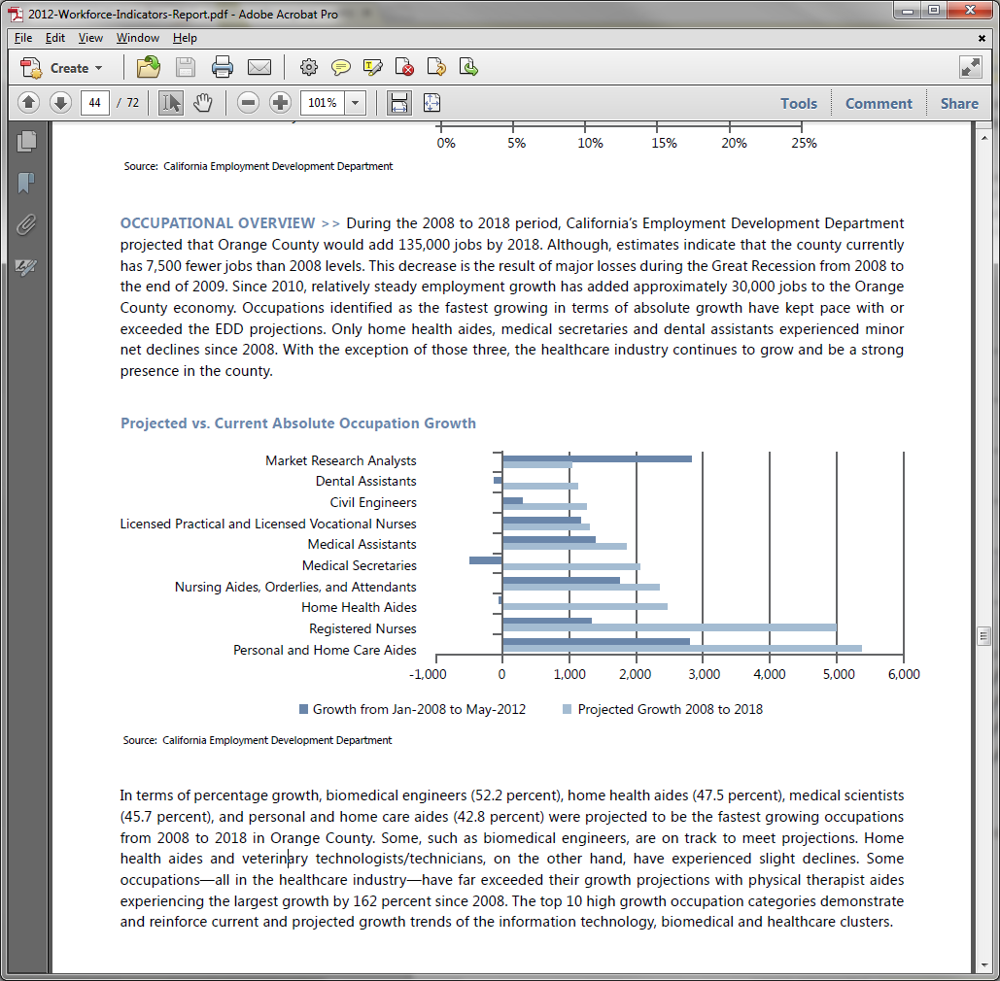 2012-Workforce-Indicators-Report.pdf - Adobe Acrobat Pro
File Edit View Window Help
Create
44 / 72
101%
Tools Comment Share
0% 5% 10% 15% 20% 25%
Source: California Employment Development Department
OCCUPATIONAL OVERVIEW >> During the 2008 to 2018 period, California's Employment Development Department
projected that Orange County would add 135,000 jobs by 2018. Although, estimates indicate that the county currently
has 7,500 fewer jobs than 2008 levels. This decrease is the result of major losses during the Great Recession from 2008 to
the end of 2009. Since 2010, relatively steady employment growth has added approximately 30,000 jobs to the Orange
County economy. Occupations identified as the fastest growing in terms of absolute growth have kept pace with or
exceeded the EDD projections. Only home health aides, medical secretaries and dental assistants experienced minor
net declines since 2008. With the exception of those three, the healthcare industry continues to grow and be a strong
presence in the county.
Projected vs. Current Absolute Occupation Growth
Market Research Analysts
Dental Assistants
Civil Engineers
Licensed Practical and Licensed Vocational Nurses
Medical Assistants
Medical Secretaries
Nursing Aides, Orderlies, and Attendants
Home Health Aides
Registered Nurses
Personal and Home Care Aides
-1,000 0 1,000 2,000 3,000 4,000 5,000 6,000
Growth from Jan-2008 to May-2012 Projected Growth 2008 to 2018
Source: California Employment Development Department
In terms of percentage growth, biomedical engineers (52.2 percent), home health aides (47.5 percent), medical scientists
(45.7 percent), and personal and home care aides (42.8 percent) were projected to be the fastest growing occupations
from 2008 to 2018 in Orange County. Some, such as biomedical engineers, are on track to meet projections. Home
health aides and veterinary technologists/technicians, on the other hand, have experienced slight declines. Some
occupations—all in the healthcare industry—have far exceeded their growth projections with physical therapist aides
experiencing the largest growth by 162 percent since 2008. The top 10 high growth occupation categories demonstrate
and reinforce current and projected growth trends of the information technology, biomedical and healthcare clusters.